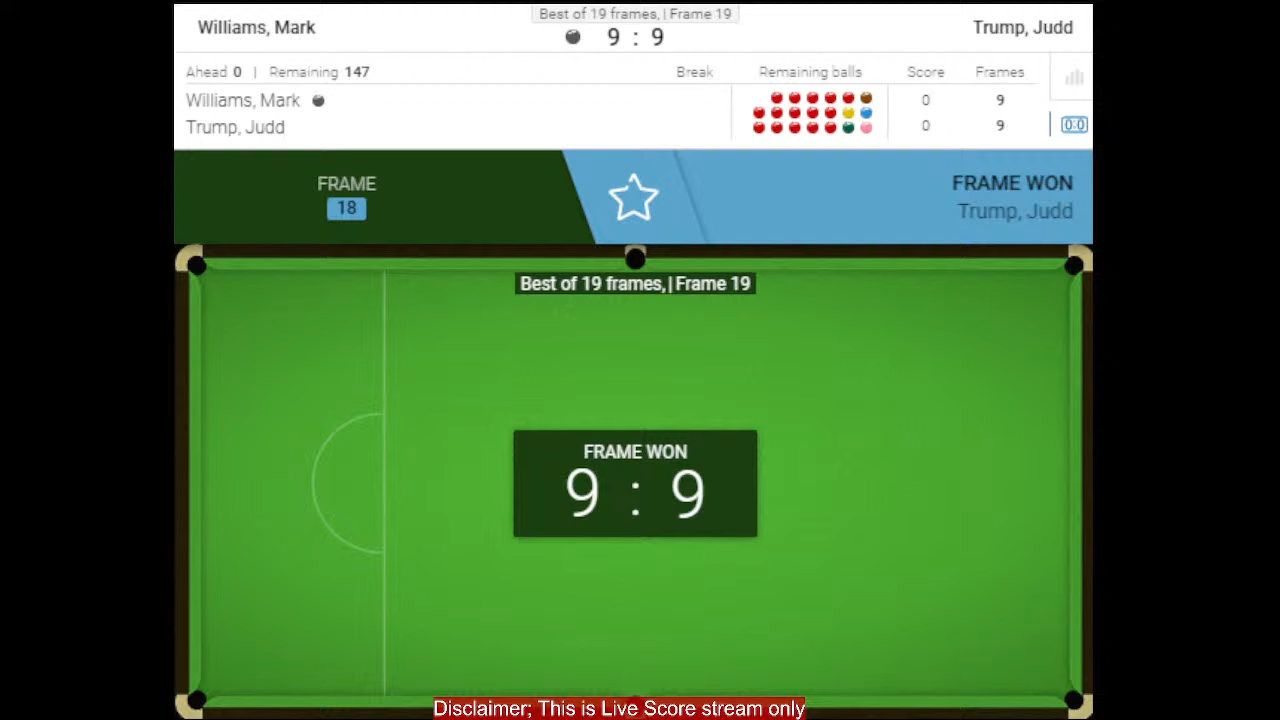 Best of 19 frames, | Frame 19
Williams, Mark
9 : 9
Trump, Judd
Ahead 0 | Remaining 147
Break
Remaining balls
Score
Frames
Williams, Mark
0
9
Trump, Judd
0
9
0:0
FRAME
18
FRAME WON
Trump, Judd
Best of 19 frames, | Frame 19
FRAME WON
9 : 9
Disclaimer; This is Live Score stream only